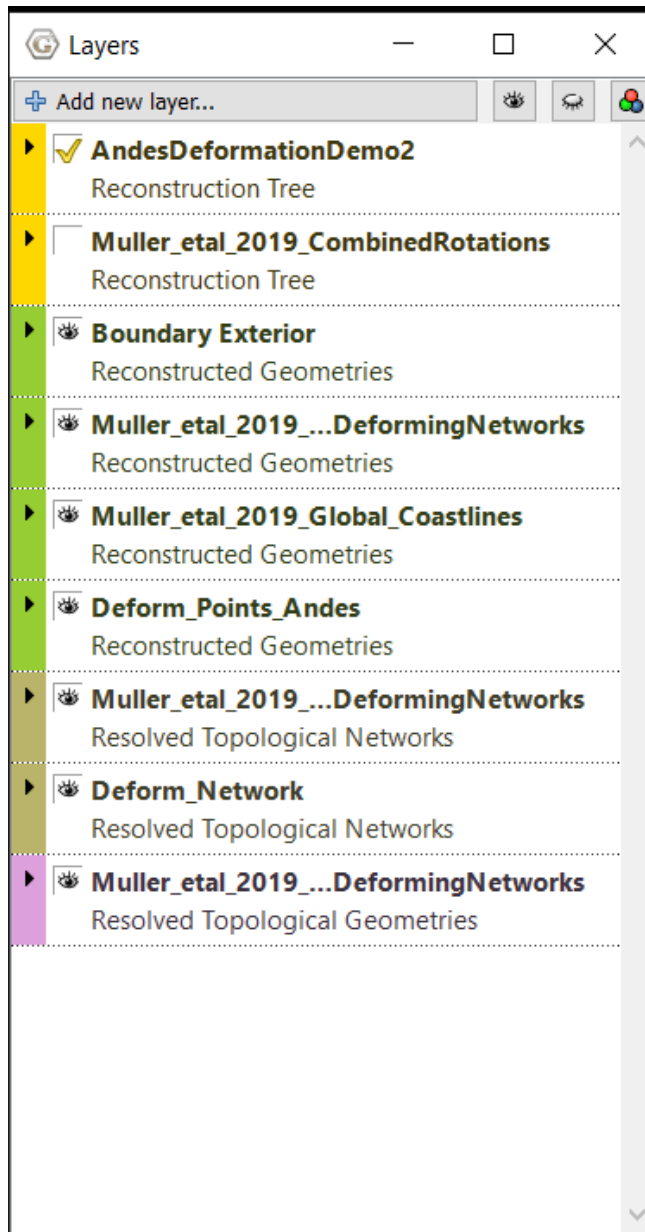 Layers
Add new layer...
AndesDeformationDemo2
Reconstruction Tree
Muller_etal_2019_CombinedRotations
Reconstruction Tree
Boundary Exterior
Reconstructed Geometries
Muller_etal_2019_...DeformingNetworks
Reconstructed Geometries
Muller_etal_2019_Global_Coastlines
Reconstructed Geometries
Deform_Points_Andes
Reconstructed Geometries
Muller_etal_2019_...DeformingNetworks
Resolved Topological Networks
Deform_Network
Resolved Topological Networks
Muller_etal_2019_...DeformingNetworks
Resolved Topological Geometries